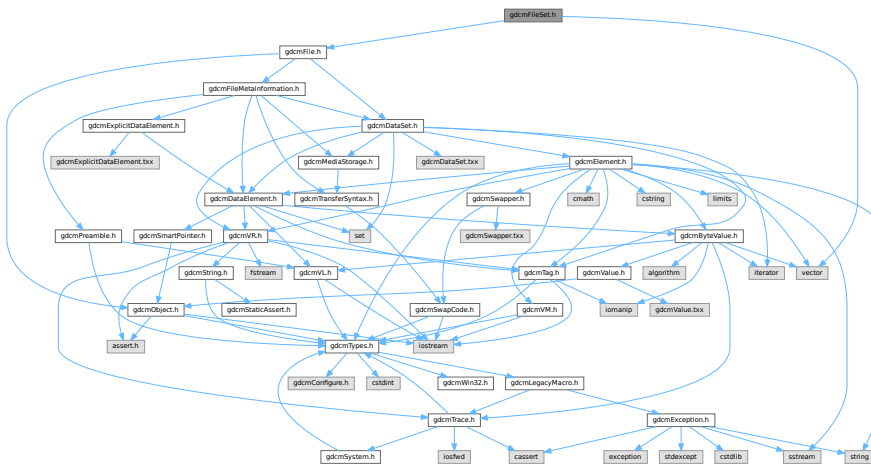 gdcmFileSet.h
gdcmFile.h
gdcmFileMetaInformation.h
gdcmExplicitDataElement.h
gdcmDataSet.h
gdcmExplicitDataElement.txx
gdcmMediaStorage.h
gdcmDataSet.txx
gdcmElement.h
gdcmDataElement.h
gdcmTransferSyntax.h
gdcmSwapper.h
cmath
cstring
limits
gdcmPreamble.h
gdcmSmartPointer.h
gdcmVR.h
set
gdcmSwapper.txx
gdcmByteValue.h
gdcmString.h
fstream
gdcmVL.h
gdcmTag.h
gdcmValue.h
algorithm
iterator
vector
gdcmObject.h
gdcmStaticAssert.h
gdcmSwapCode.h
gdcmVM.h
iomanip
gdcmValue.txx
assert.h
gdcmTypes.h
iostream
gdcmConfigure.h
cstdint
gdcmWin32.h
gdcmLegacyMacro.h
gdcmTrace.h
gdcmException.h
gdcmSystem.h
iosfwd
cassert
exception
stdexcept
cstdlib
sstream
string